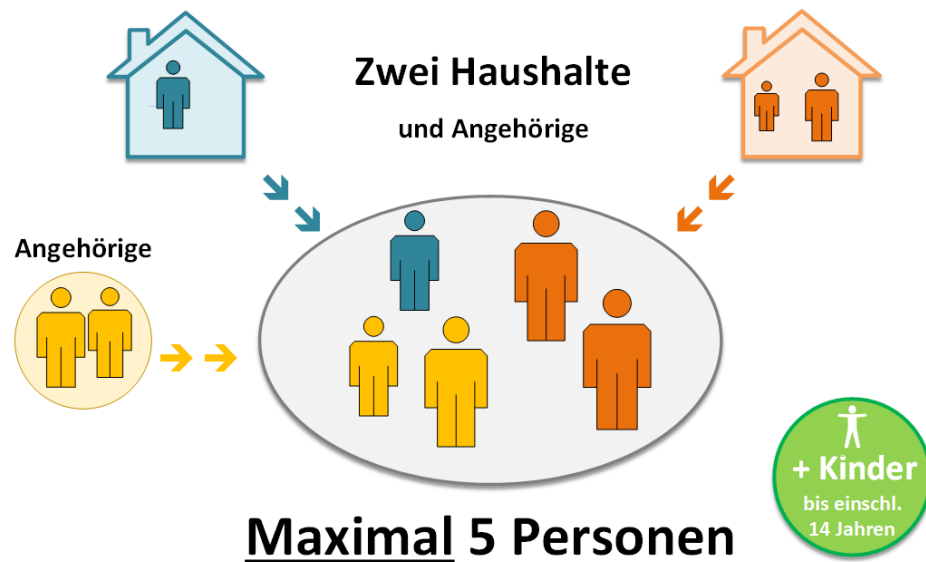 Zwei Haushalte
und Angehörige
Angehörige
+ Kinder
bis einschl.
14 Jahren
Maximal 5 Personen